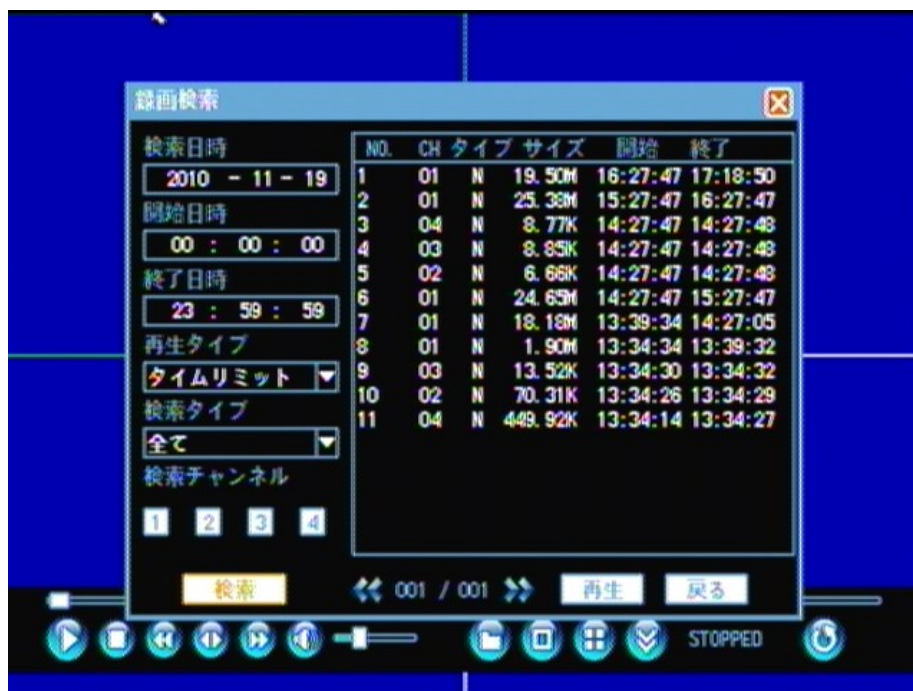 録画検索
検索日時
2010 - 11 - 19
開始日時
00 : 00 : 00
終了日時
23 : 59 : 59
再生タイプ
タイムリミット
検索タイプ
全て
検索チャンネル
1 2 3 4
検索
NO. CH タイプ サイズ 開始 終了
1 01 N 19.50M 16:27:47 17:18:50
2 01 N 25.38M 15:27:47 16:27:47
3 04 N 8.77K 14:27:47 14:27:48
4 03 N 8.85K 14:27:47 14:27:48
5 02 N 6.66K 14:27:47 14:27:48
6 01 N 24.65M 14:27:47 15:27:47
7 01 N 18.18M 13:39:34 14:27:05
8 01 N 1.90M 13:34:34 13:39:32
9 03 N 13.52K 13:34:30 13:34:32
10 02 N 70.31K 13:34:26 13:34:29
11 04 N 449.92K 13:34:14 13:34:27
001 / 001
再生
戻る
STOPPED